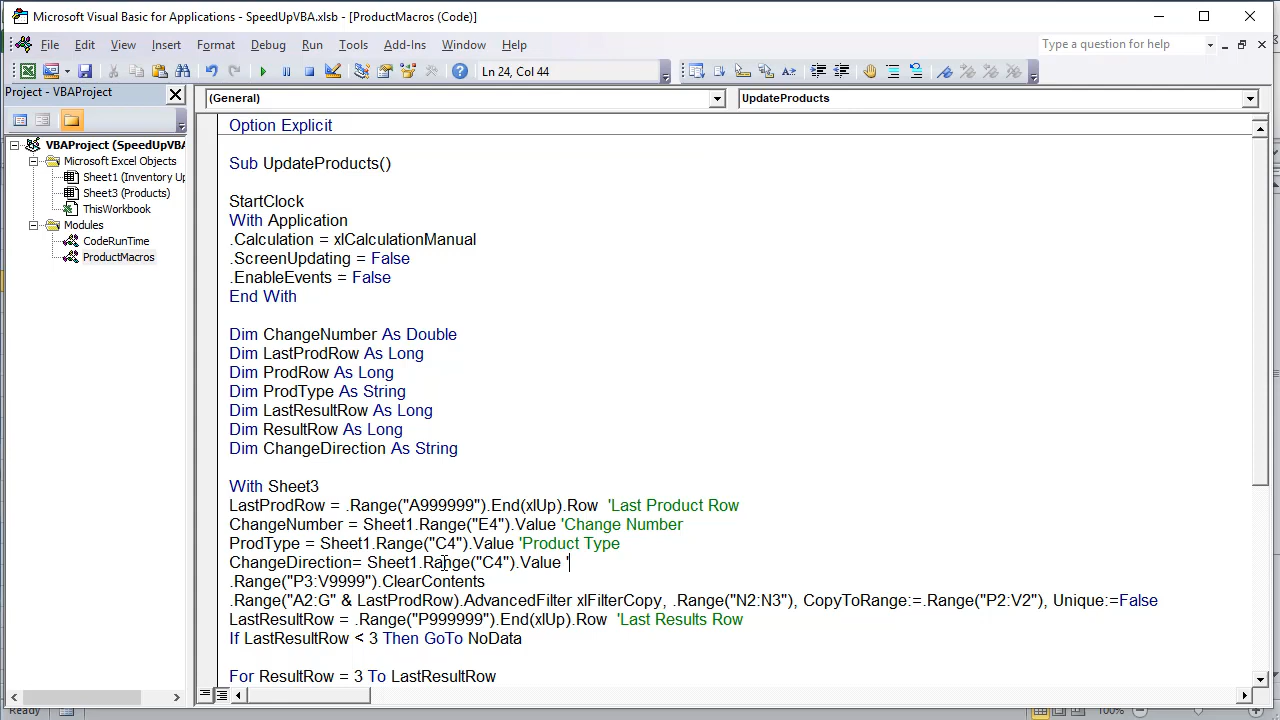 Microsoft Visual Basic for Applications - SpeedUpVBA.xlsb - [ProductMacros (Code)]
File Edit View Insert Format Debug Run Tools Add-Ins Window Help
Type a question for help
Ln 24, Col 44
Project - VBAProject
(General)
UpdateProducts
VBAProject (SpeedUpVBA
Microsoft Excel Objects
Sheet1 (Inventory Up
Sheet3 (Products)
ThisWorkbook
Modules
CodeRunTime
ProductMacros
Option Explicit
Sub UpdateProducts()
StartClock
With Application
.Calculation = xlCalculationManual
.ScreenUpdating = False
.EnableEvents = False
End With
Dim ChangeNumber As Double
Dim LastProdRow As Long
Dim ProdRow As Long
Dim ProdType As String
Dim LastResultRow As Long
Dim ResultRow As Long
Dim ChangeDirection As String
With Sheet3
LastProdRow = .Range("A999999").End(xlUp).Row  'Last Product Row
ChangeNumber = Sheet1.Range("E4").Value 'Change Number
ProdType = Sheet1.Range("C4").Value 'Product Type
ChangeDirection= Sheet1.Range("C4").Value '
.Range("P3:V9999").ClearContents
.Range("A2:G" & LastProdRow).AdvancedFilter xlFilterCopy, .Range("N2:N3"), CopyToRange:=.Range("P2:V2"), Unique:=False
LastResultRow = .Range("P999999").End(xlUp).Row  'Last Results Row
If LastResultRow < 3 Then GoTo NoData
For ResultRow = 3 To LastResultRow
Ready
100%